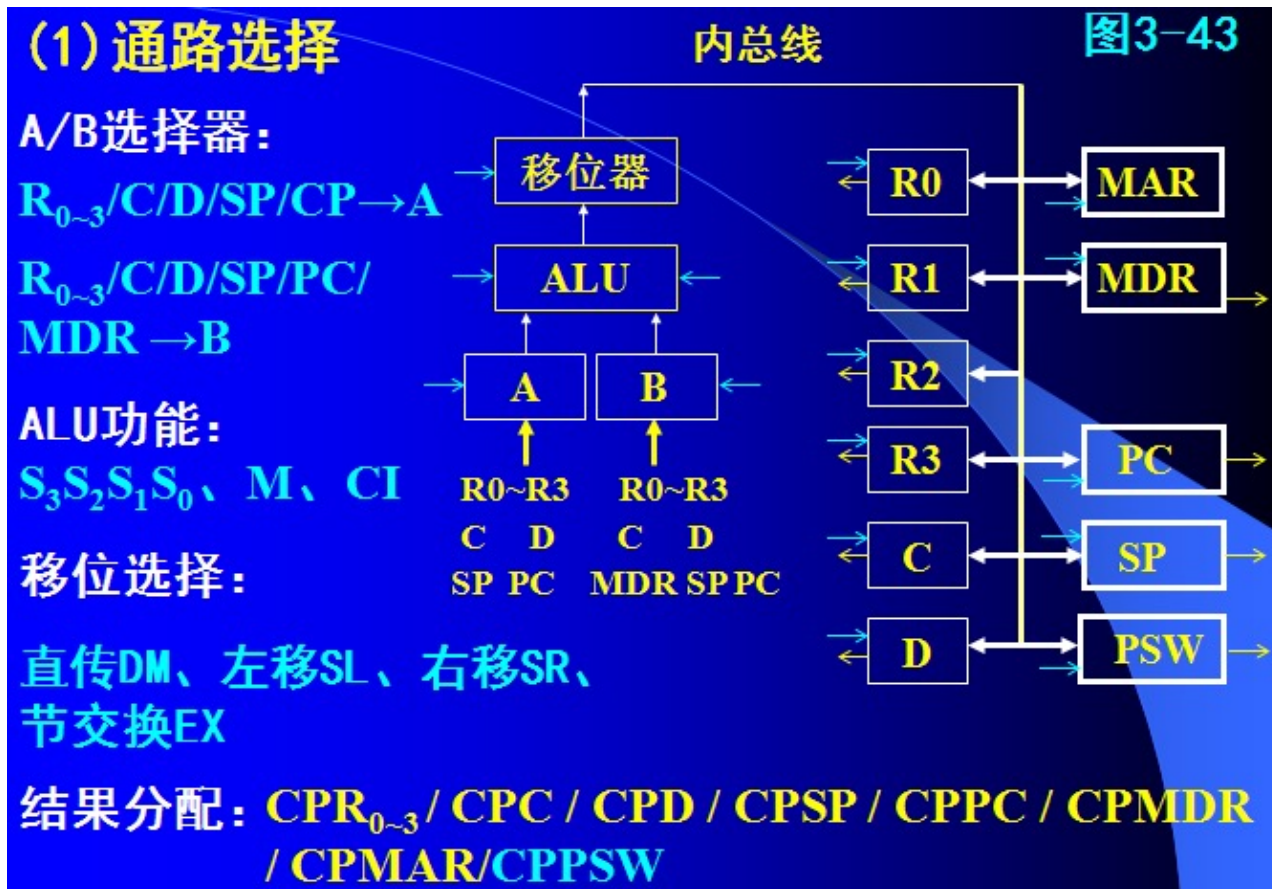 (1)通路选择
内总线
图3-43
A/B选择器:
R0~3/C/D/SP/CP→A
R0~3/C/D/SP/PC/
MDR →B
ALU功能:
S3S2S1S0、M、CI
移位选择:
直传DM、左移SL、右移SR、
节交换EX
移位器
ALU
A
B
R0~R3
R0~R3
C D
C D
SP PC
MDR SP PC
R0
MAR
R1
MDR
R2
R3
PC
C
SP
D
PSW
结果分配: CPR0~3 / CPC / CPD / CPSP / CPPC / CPMDR
/ CPMAR/CPPSW